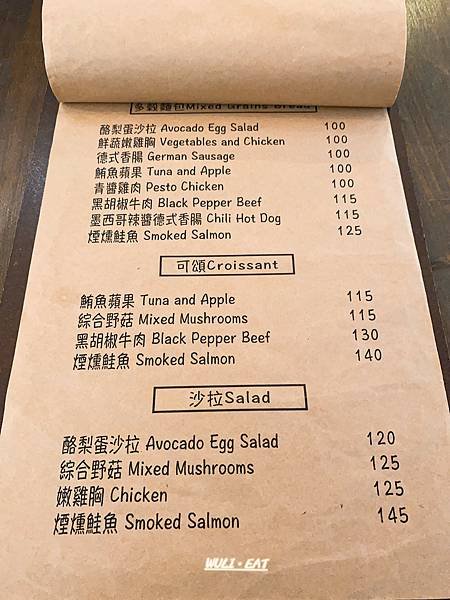 多穀麵包Mixed Grains Bread
酪梨蛋沙拉 Avocado Egg Salad 100
鮮蔬嫩雞胸 Vegetables and Chicken 100
德式香腸 German Sausage 100
鮪魚蘋果 Tuna and Apple 100
青醬雞肉 Pesto Chicken 100
黑胡椒牛肉 Black Pepper Beef 115
墨西哥辣醬德式香腸 Chili Hot Dog 115
煙燻鮭魚 Smoked Salmon 125
可頌Croissant
鮪魚蘋果 Tuna and Apple 115
綜合野菇 Mixed Mushrooms 115
黑胡椒牛肉 Black Pepper Beef 130
煙燻鮭魚 Smoked Salmon 140
沙拉Salad
酪梨蛋沙拉 Avocado Egg Salad 120
綜合野菇 Mixed Mushrooms 125
嫩雞胸 Chicken 125
煙燻鮭魚 Smoked Salmon 145
WULI·EAT